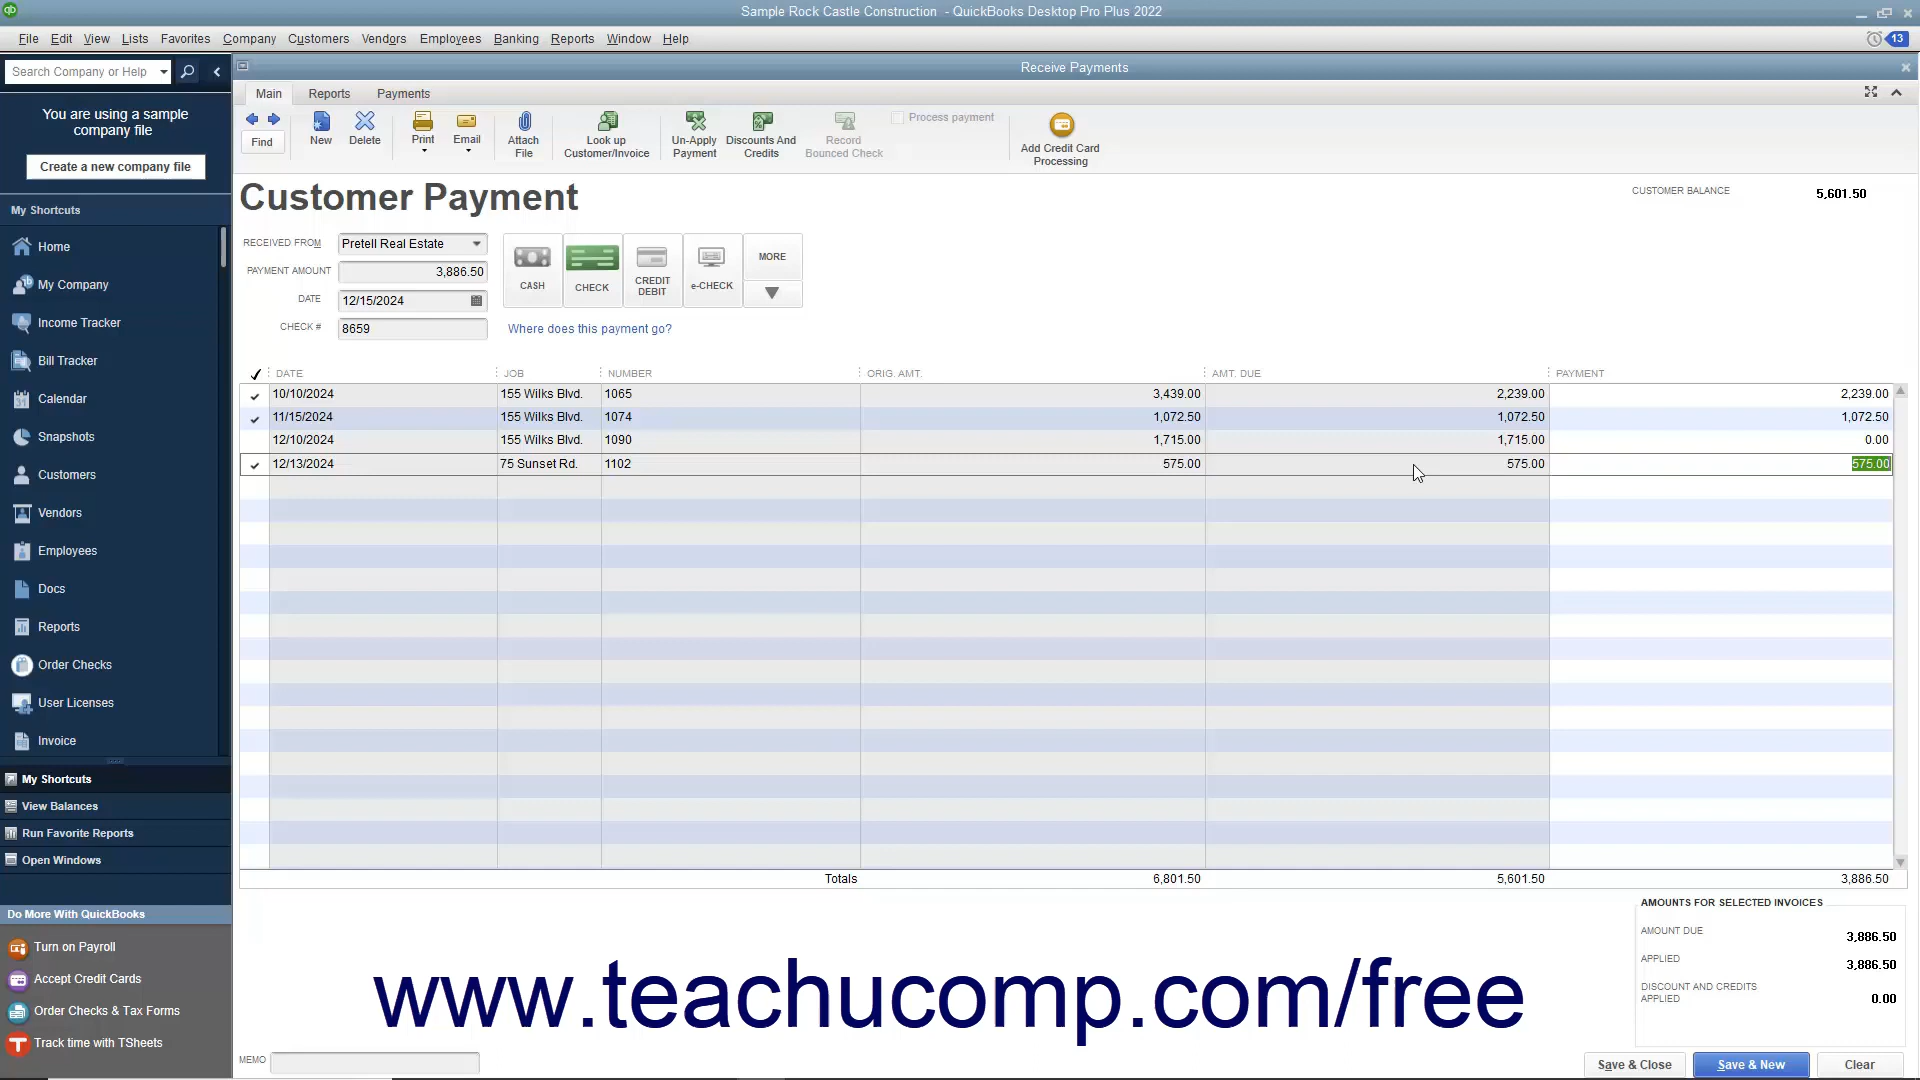 Sample Rock Castle Construction - QuickBooks Desktop Pro Plus 2022
File Edit View Lists Favorites Company Customers Vendors Employees Banking Reports Window Help
13
Search Company or Help
Receive Payments
You are using a sample
company file
Create a new company file
My Shortcuts
Home
My Company
Income Tracker
Bill Tracker
Calendar
Snapshots
Customers
Vendors
Employees
Docs
Reports
Order Checks
User Licenses
Invoice
My Shortcuts
View Balances
Run Favorite Reports
Open Windows
Do More With QuickBooks
Turn on Payroll
Accept Credit Cards
Order Checks & Tax Forms
Track time with TSheets
Main Reports Payments
Find
New
Delete
Print
Email
Attach
File
Look up
Customer/Invoice
Un-Apply
Payment
Discounts And
Credits
Record
Bounced Check
Process payment
Add Credit Card
Processing
Customer Payment
CUSTOMER BALANCE 5,601.50
RECEIVED FROM Pretell Real Estate
PAYMENT AMOUNT 3,886.50
DATE 12/15/2024
CHECK # 8659
CASH
CHECK
CREDIT
DEBIT
e-CHECK
MORE
Where does this payment go?
DATE JOB NUMBER ORIG. AMT. AMT. DUE PAYMENT
10/10/2024 155 Wilks Blvd. 1065 3,439.00 2,239.00 2,239.00
11/15/2024 155 Wilks Blvd. 1074 1,072.50 1,072.50 1,072.50
12/10/2024 155 Wilks Blvd. 1090 1,715.00 1,715.00 0.00
12/13/2024 75 Sunset Rd. 1102 575.00 575.00 575.00
Totals 6,801.50 5,601.50 3,886.50
AMOUNTS FOR SELECTED INVOICES
AMOUNT DUE 3,886.50
APPLIED 3,886.50
DISCOUNT AND CREDITS
APPLIED 0.00
www.teachucomp.com/free
MEMO
Save & Close
Save & New
Clear